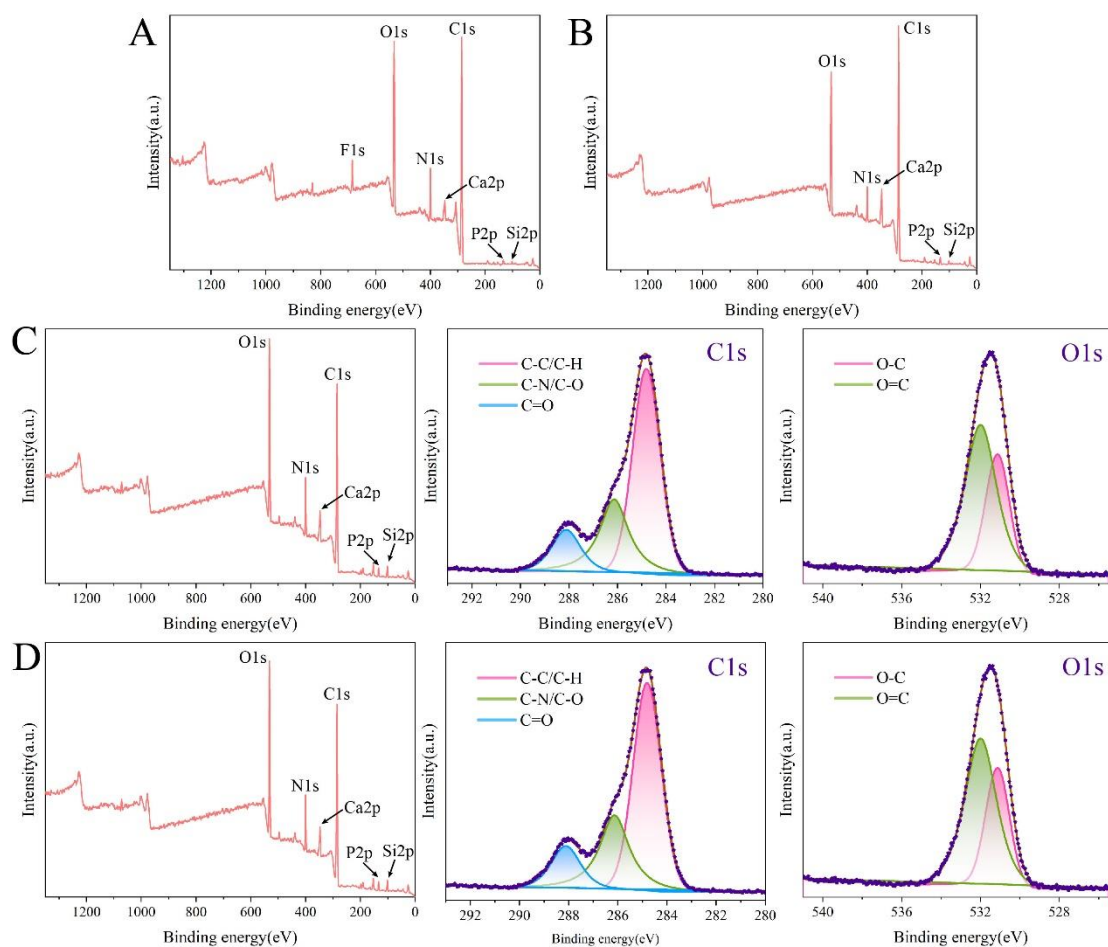 A
O1s
C1s
F1s
N1s
Ca2p
P2p
Si2p
Intensity(a.u.)
1200 1000 800 600 400 200 0
Binding energy(eV)
B
C1s
O1s
N1s
Ca2p
P2p
Si2p
Intensity(a.u.)
1200 1000 800 600 400 200 0
Binding energy(eV)
C
O1s
C1s
N1s
Ca2p
P2p
Si2p
Intensity(a.u.)
1200 1000 800 600 400 200 0
Binding energy(eV)
C1s
C-C/C-H
C-N/C-O
C=O
Intensity(a.u.)
292 290 288 286 284 282 280
Binding energy(eV)
O1s
O-C
O=C
Intensity(a.u.)
540 536 532 528
Binding energy(eV)
D
O1s
C1s
N1s
Ca2p
P2p
Si2p
Intensity(a.u.)
1200 1000 800 600 400 200 0
Binding energy(eV)
C1s
C-C/C-H
C-N/C-O
C=O
Intensity(a.u.)
292 290 288 286 284 282 280
Binding energy(eV)
O1s
O-C
O=C
Intensity(a.u.)
540 536 532 528
Binding energy(eV)